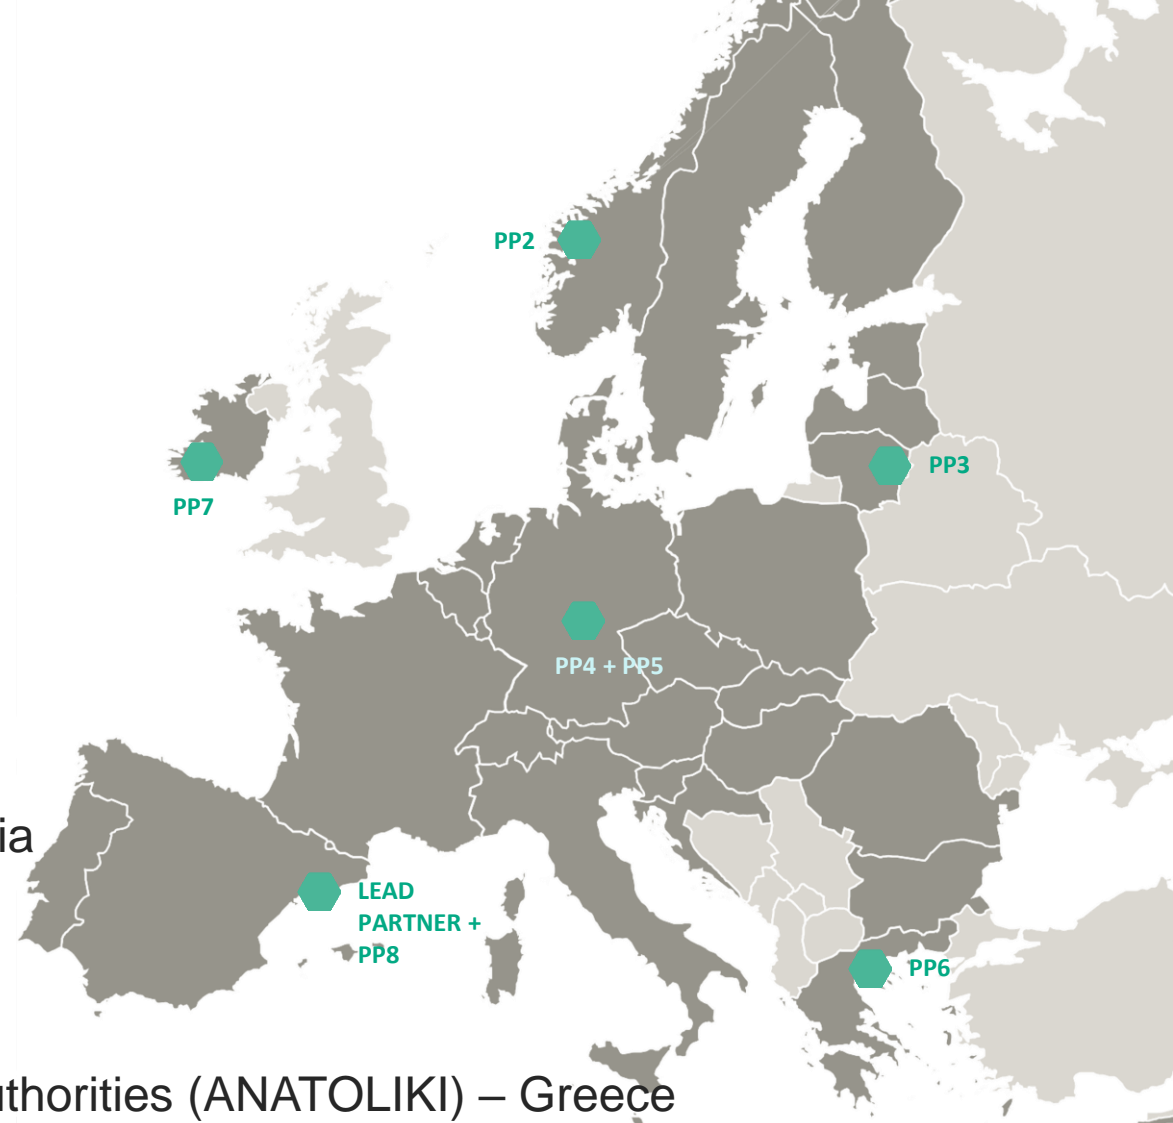 PP2
PP3
PP7
PP4 + PP5
ia
LEAD
PARTNER +
PP8
PP6
uthorities (ANATOLIKI) – Greece